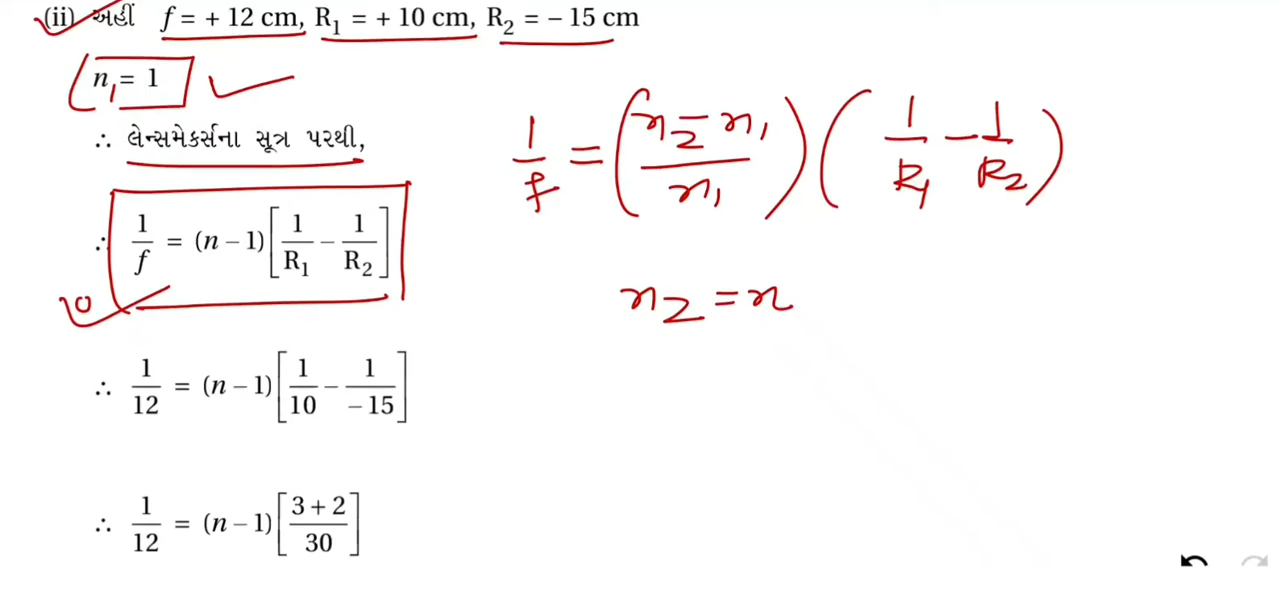 (ii) અહીં f = + 12 cm, R₁ = + 10 cm, R₂ = – 15 cm
n₁ = 1
∴ લેન્સમેકર્સના સૂત્ર પરથી,
1/f = ((n₂ – n₁)/n₁) (1/R₁ – 1/R₂)
∴ 1/f = (n – 1) [1/R₁ – 1/R₂]
n₂ = n
∴ 1/12 = (n – 1) [1/10 – 1/– 15]
∴ 1/12 = (n – 1) [(3 + 2)/30]